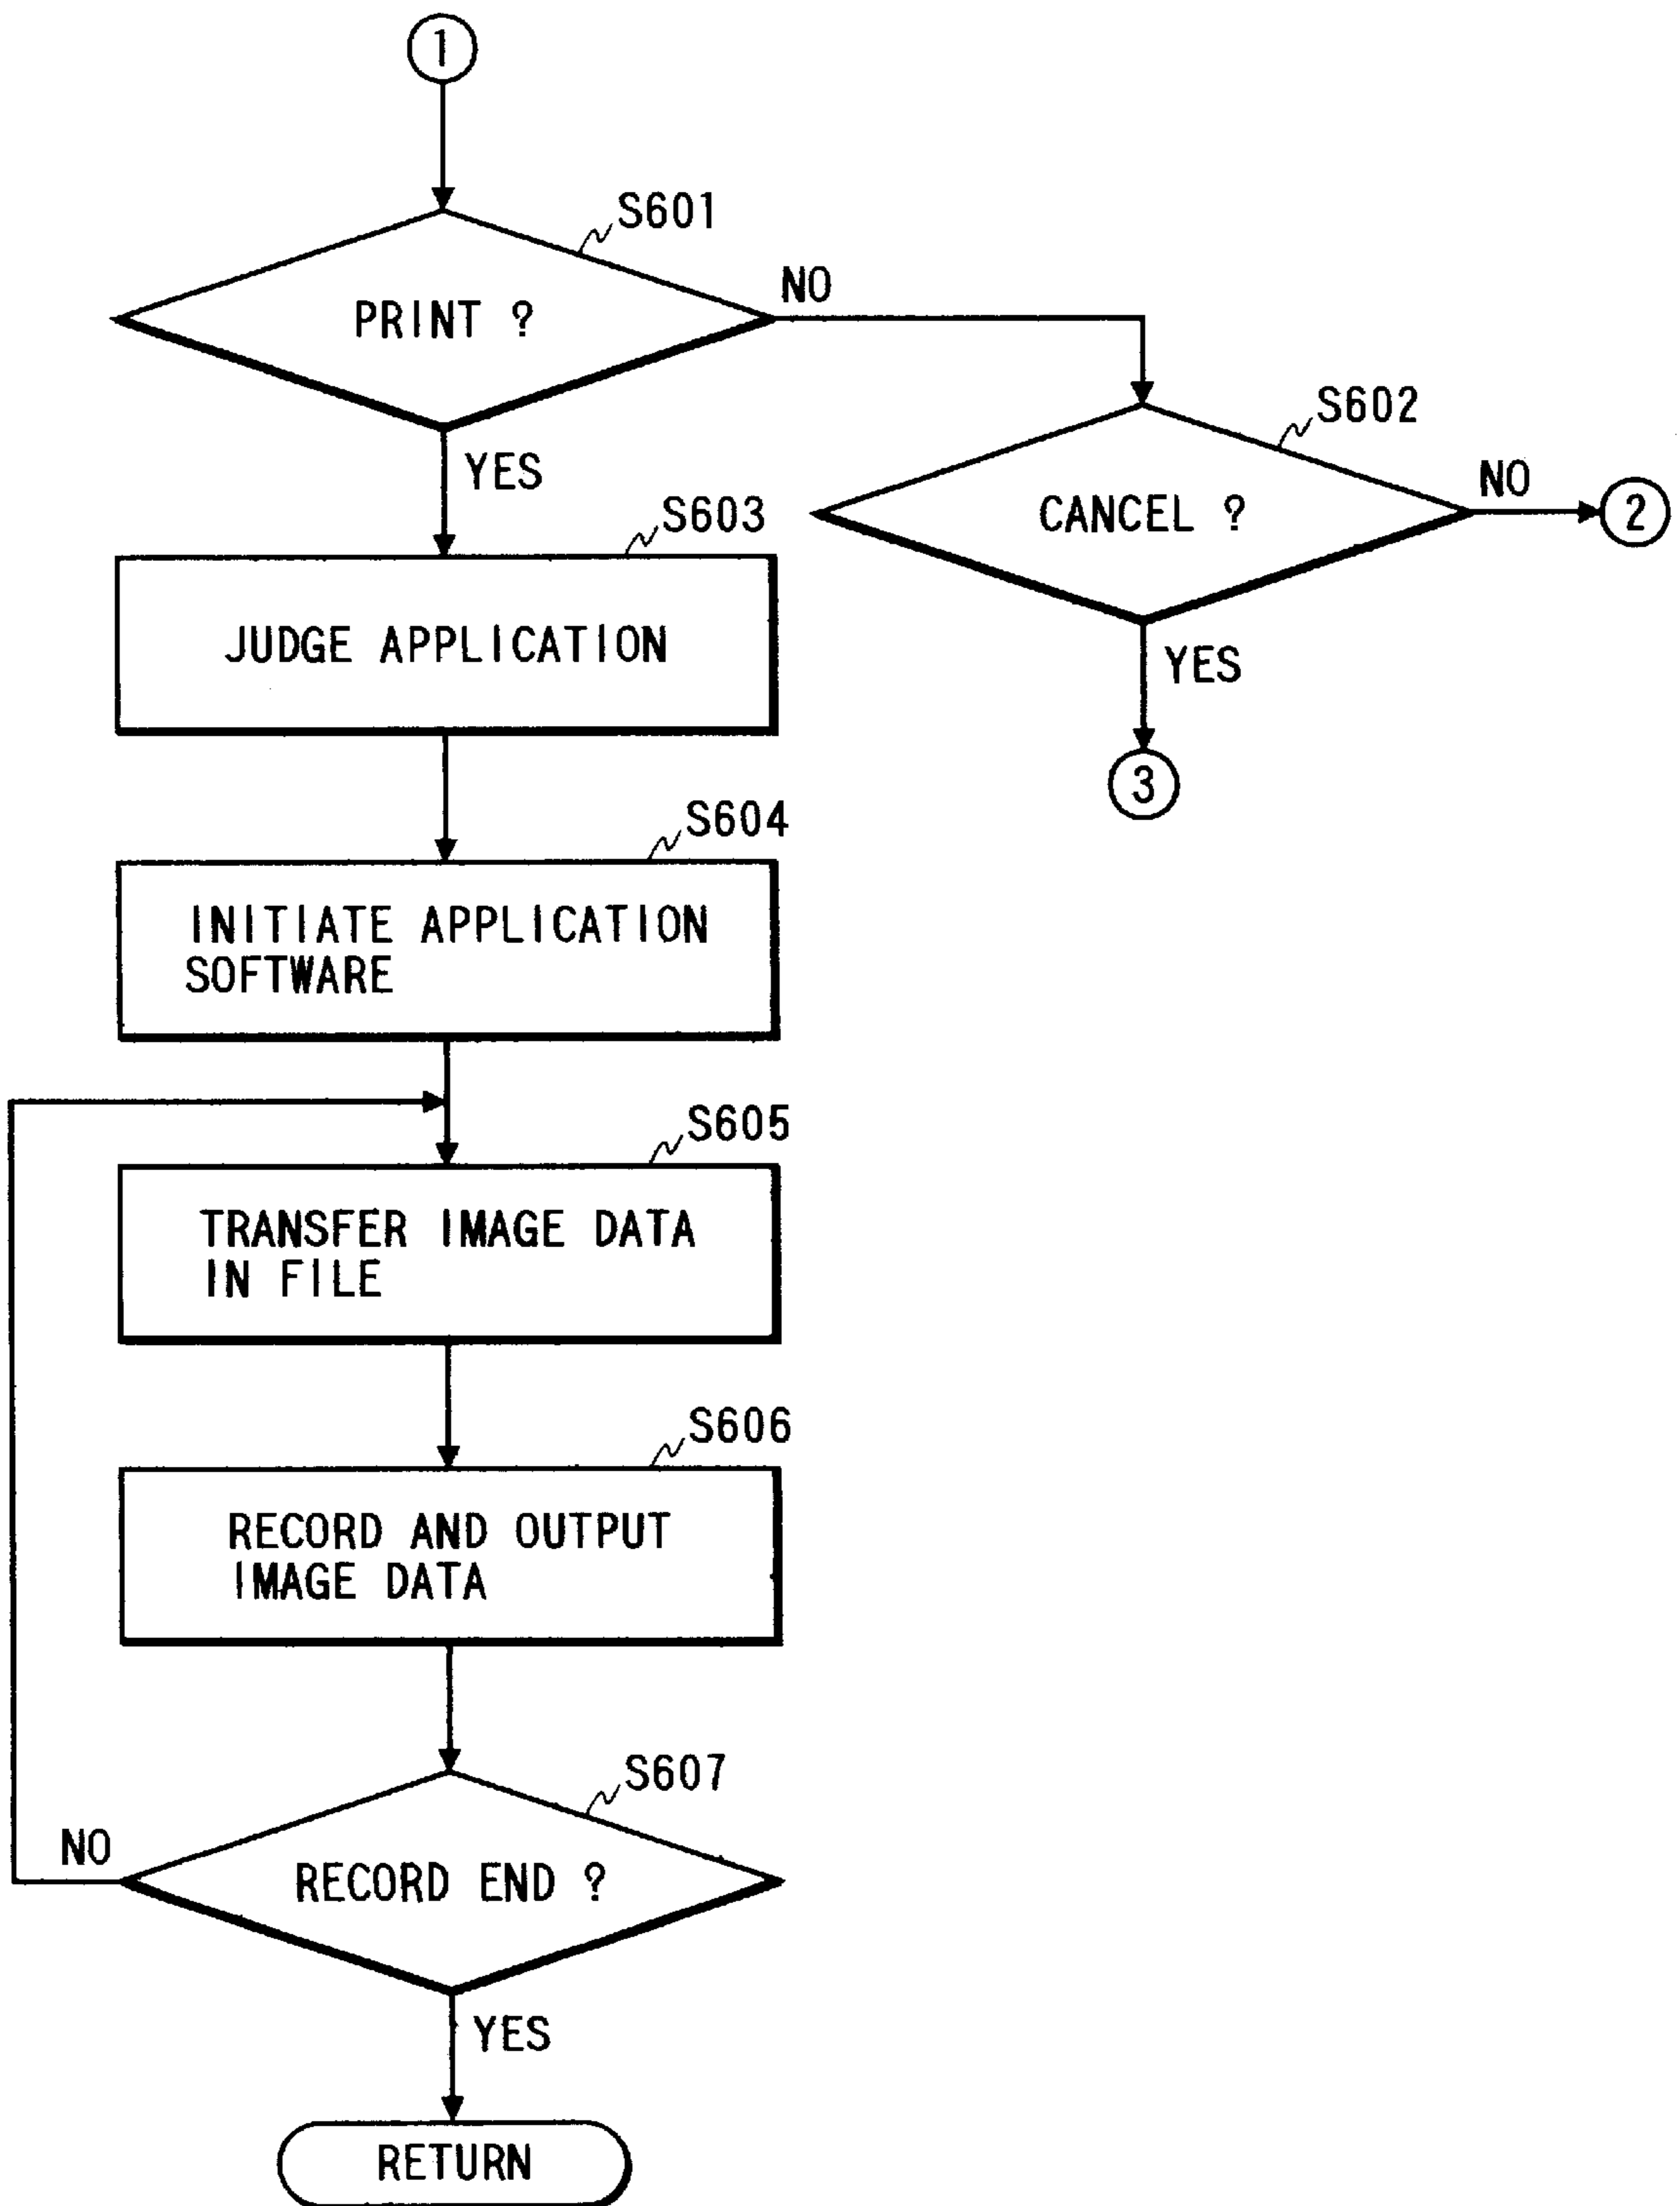 1
S601
PRINT ?
NO
YES
S602
CANCEL ?
NO
2
YES
3
S603
JUDGE APPLICATION
S604
INITIATE APPLICATION
SOFTWARE
S605
TRANSFER IMAGE DATA
IN FILE
S606
RECORD AND OUTPUT
IMAGE DATA
S607
RECORD END ?
NO
YES
RETURN